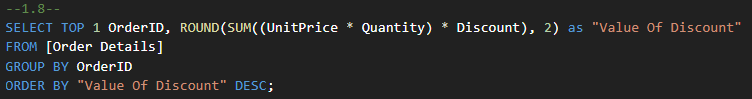 --1.8--
SELECT TOP 1 OrderID, ROUND(SUM((UnitPrice * Quantity) * Discount), 2) as "Value Of Discount"
FROM [Order Details]
GROUP BY OrderID
ORDER BY "Value Of Discount" DESC;